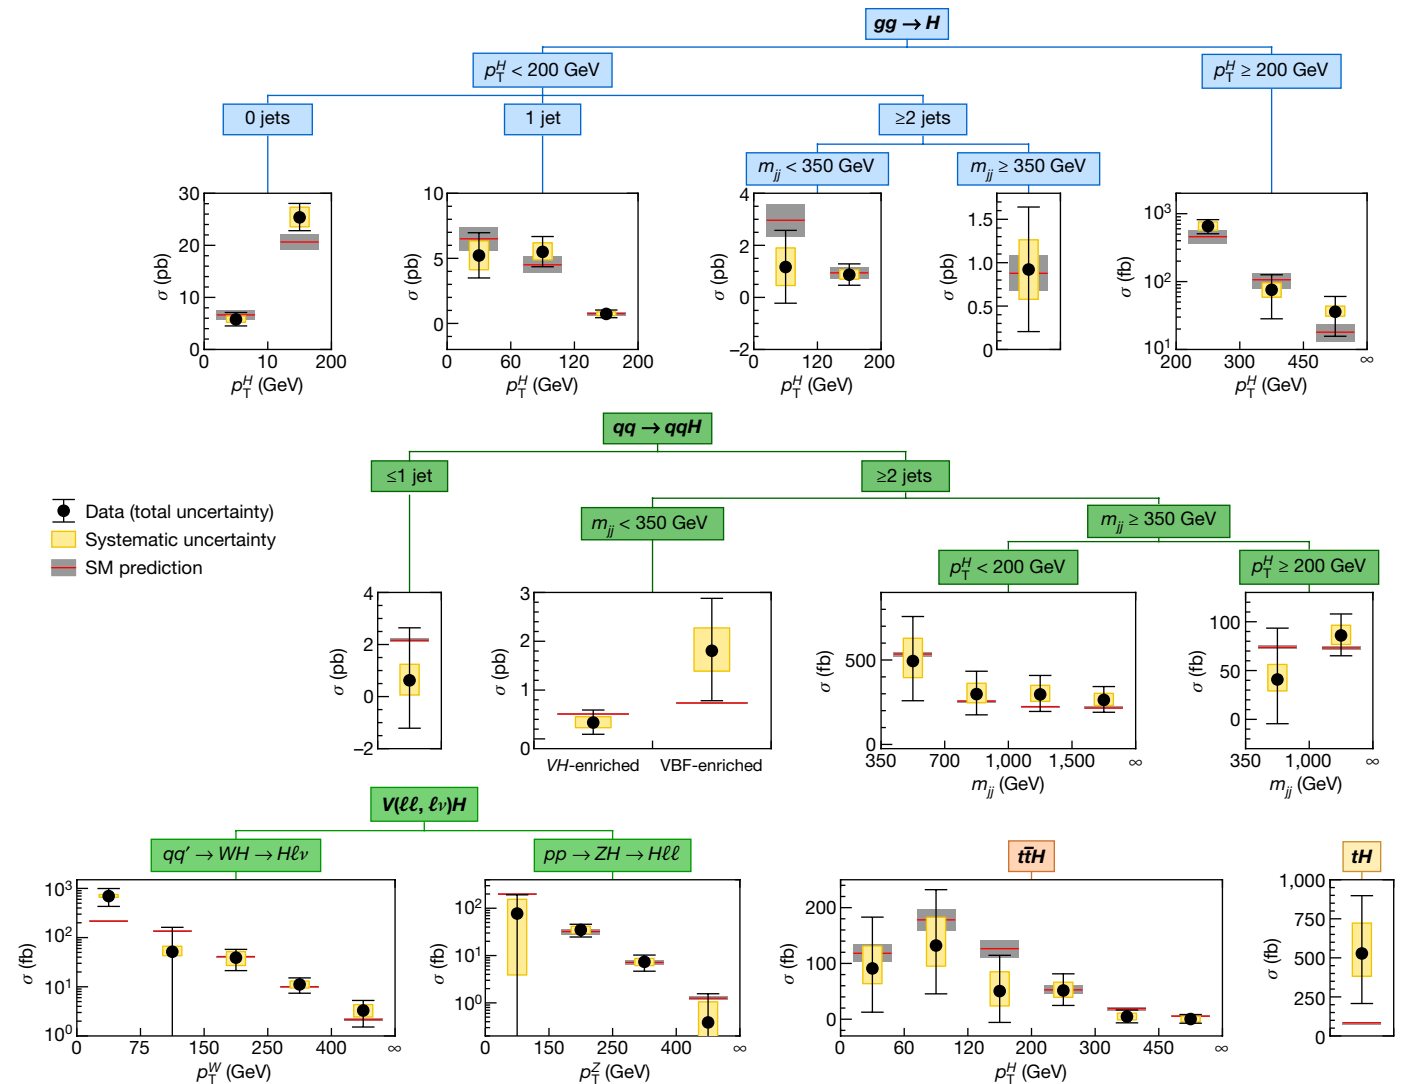 gg → H
p_T^H < 200 GeV
p_T^H ≥ 200 GeV
0 jets
1 jet
≥2 jets
m_jj < 350 GeV
m_jj ≥ 350 GeV
σ (pb)
30
20
10
0
0 10 200
p_T^H (GeV)
σ (pb)
10
5
0
0 60 120 200
p_T^H (GeV)
σ (pb)
4
2
0
−2
0 120 200
p_T^H (GeV)
σ (pb)
1.5
1.0
0.5
0
σ (fb)
10^3
10^2
10^1
200 300 450 ∞
p_T^H (GeV)
qq → qqH
≤1 jet
≥2 jets
m_jj < 350 GeV
m_jj ≥ 350 GeV
p_T^H < 200 GeV
p_T^H ≥ 200 GeV
Data (total uncertainty)
Systematic uncertainty
SM prediction
σ (pb)
4
2
0
−2
σ (pb)
3
2
1
0
VH-enriched VBF-enriched
σ (fb)
500
0
350 700 1,000 1,500 ∞
m_jj (GeV)
σ (fb)
100
50
0
350 1,000 ∞
m_jj (GeV)
V(ℓℓ, ℓν)H
qq′ → WH → Hℓν
pp → ZH → Hℓℓ
tt̄H
tH
σ (fb)
10^3
10^2
10^1
10^0
0 75 150 250 400 ∞
p_T^W (GeV)
σ (fb)
10^2
10^1
10^0
0 150 250 400 ∞
p_T^Z (GeV)
σ (fb)
200
100
0
0 60 120 200 300 450 ∞
p_T^H (GeV)
σ (fb)
1,000
750
500
250
0